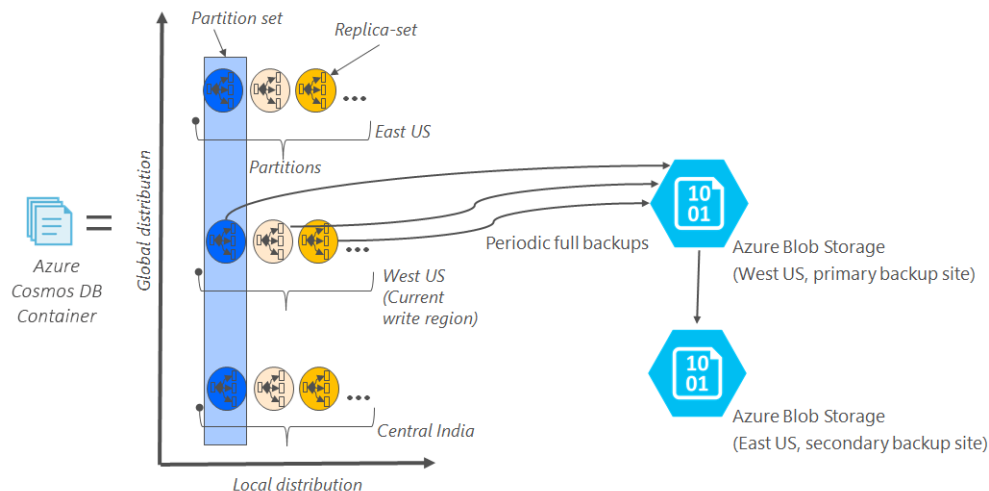 Partition set
Replica-set
East US
Partitions
Global distribution
=
Azure
Cosmos DB
Container
West US
(Current
write region)
Central India
Local distribution
Periodic full backups
10
01
Azure Blob Storage
(West US, primary backup site)
10
01
Azure Blob Storage
(East US, secondary backup site)